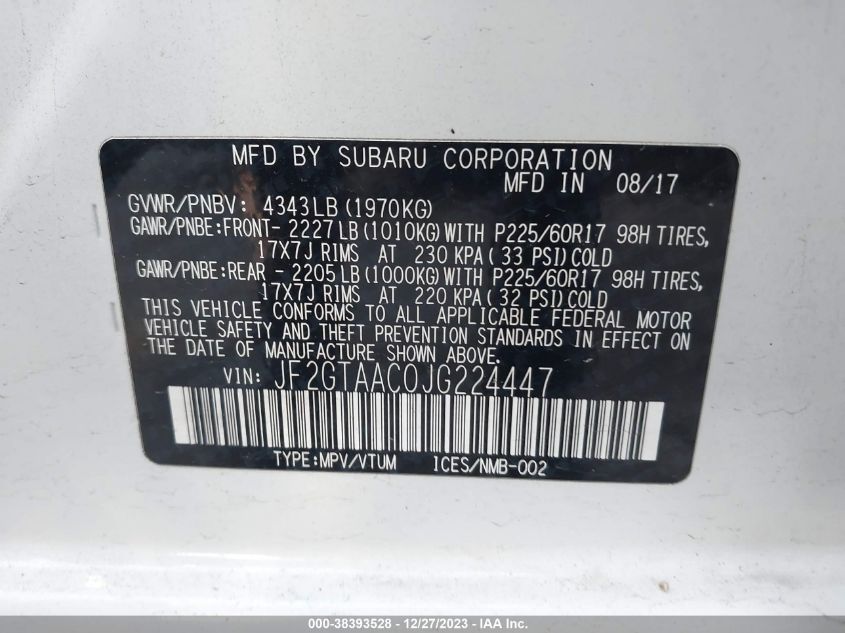 MFD BY SUBARU CORPORATION
MFD IN 08/17
GVWR/PNBV: 4343LB (1970KG)
GAWR/PNBE:FRONT- 2227LB (1010KG) WITH P225/60R17 98H TIRES,
17X7J RIMS AT 230 KPA( 33 PSI) COLD
GAWR/PNBE:REAR - 2205LB (1000KG) WITH P225/60R17 98H TIRES,
17X7J RIMS AT 220 KPA( 32 PSI) COLD
THIS VEHICLE CONFORMS TO ALL APPLICABLE FEDERAL MOTOR
VEHICLE SAFETY AND THEFT PREVENTION STANDARDS IN EFFECT ON
THE DATE OF MANUFACTURE SHOWN ABOVE.
VIN: JF2GTAAC0JG224447
TYPE:MPV/VTUM ICES/NMB-002
000-38393528 - 12/27/2023 - IAA Inc.